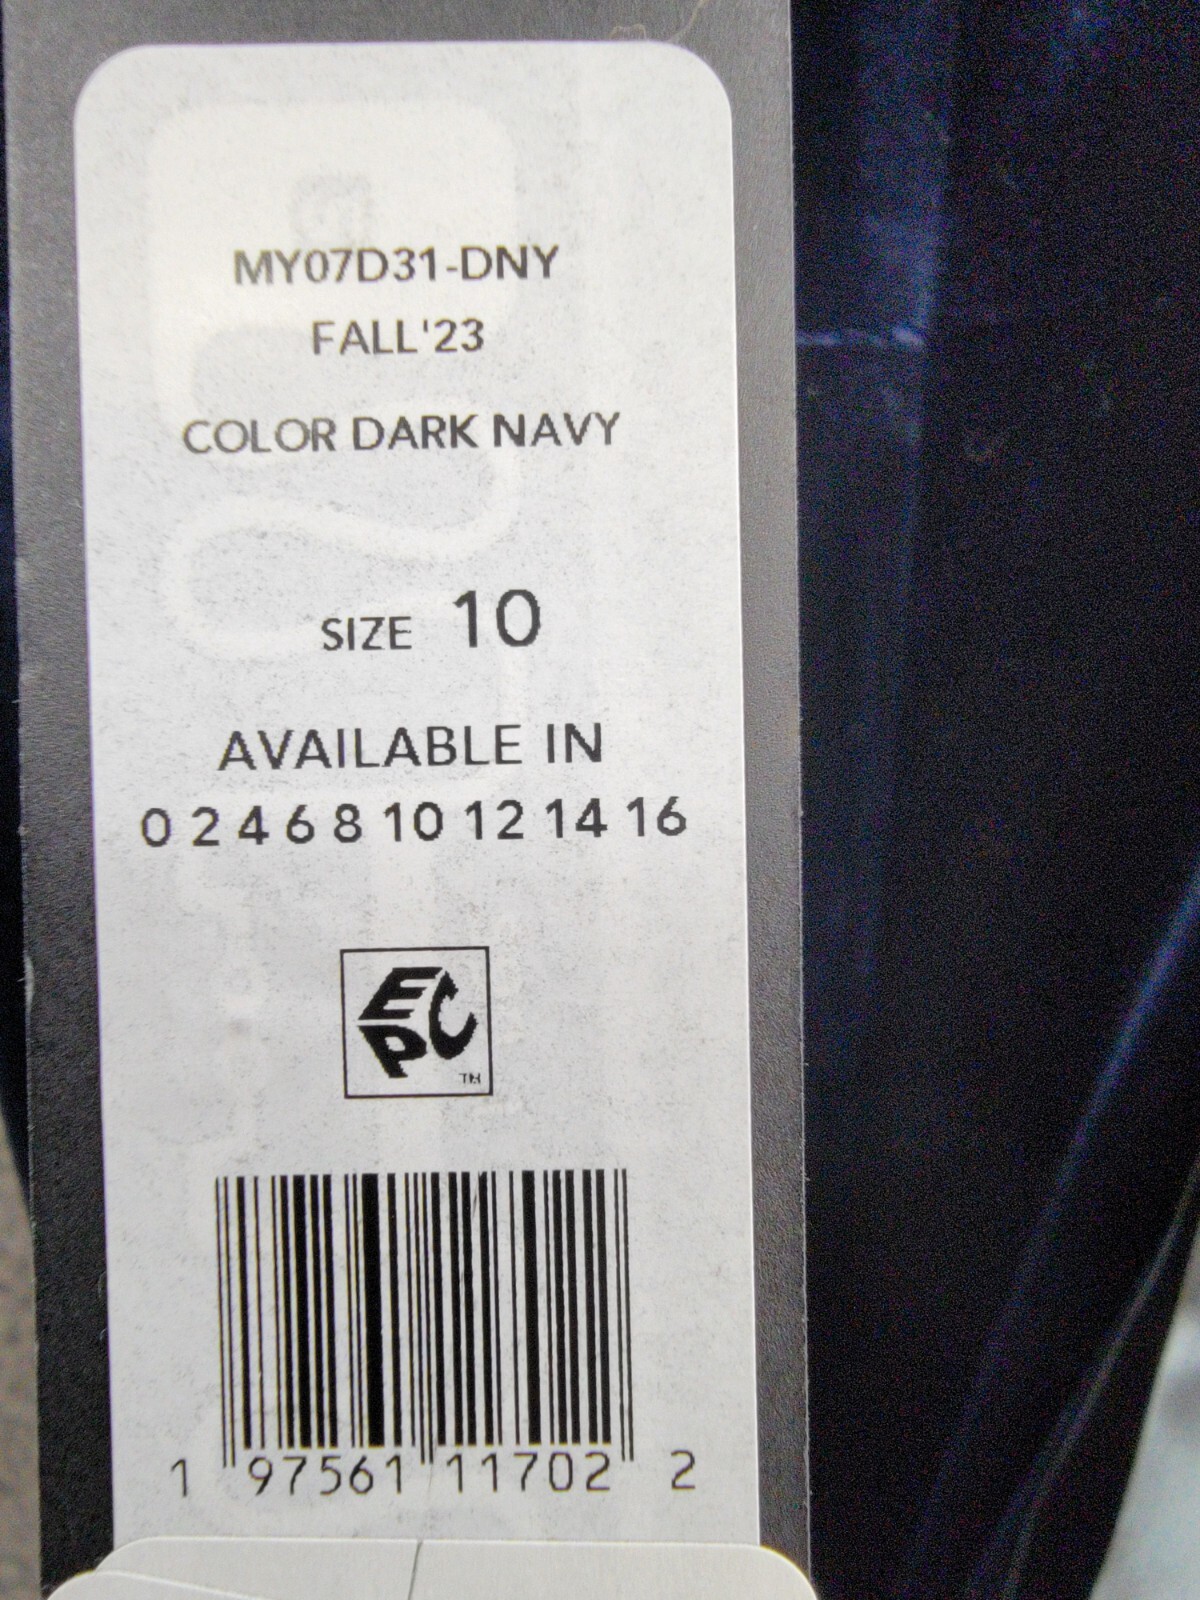 MY07D31-DNY
FALL'23
COLOR DARK NAVY
SIZE 10
AVAILABLE IN
0 2 4 6 8 10 12 14 16
EPC
TM
1 97561 11702 2